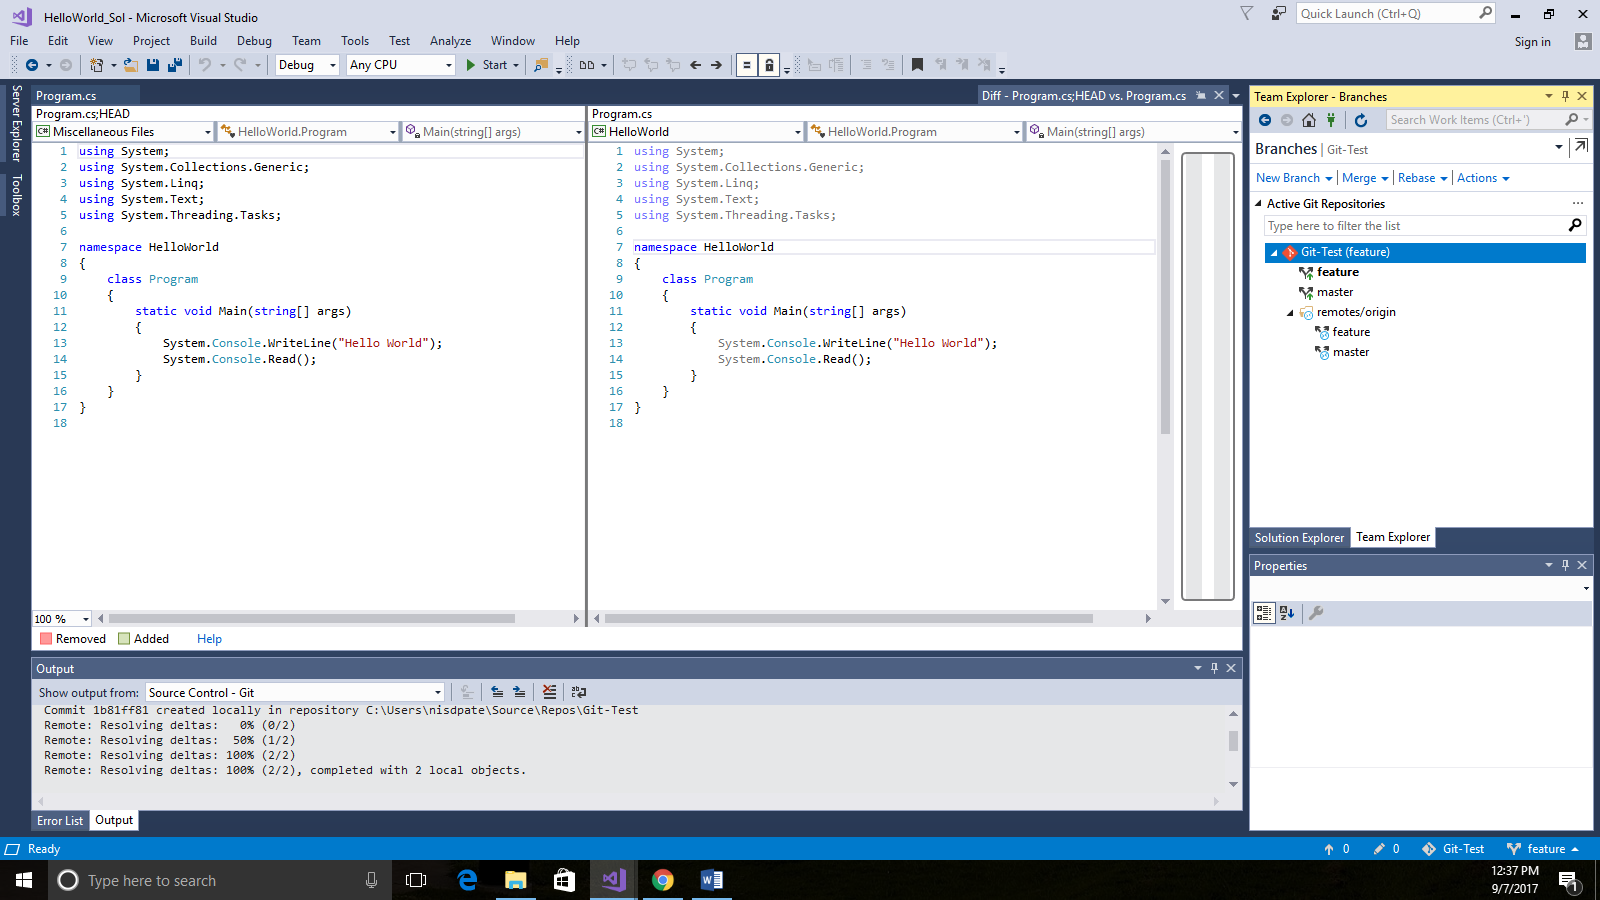 HelloWorld_Sol - Microsoft Visual Studio
Quick Launch (Ctrl+Q)
File Edit View Project Build Debug Team Tools Test Analyze Window Help
Sign in
Debug Any CPU Start
Server Explorer
Toolbox
Program.cs
Diff - Program.cs;HEAD vs. Program.cs
Program.cs;HEAD
Miscellaneous Files HelloWorld.Program Main(string[] args)
1 using System;
2 using System.Collections.Generic;
3 using System.Linq;
4 using System.Text;
5 using System.Threading.Tasks;
6
7 namespace HelloWorld
8 {
9 class Program
10 {
11 static void Main(string[] args)
12 {
13 System.Console.WriteLine("Hello World");
14 System.Console.Read();
15 }
16 }
17 }
18
100 %
Program.cs
HelloWorld HelloWorld.Program Main(string[] args)
1 using System;
2 using System.Collections.Generic;
3 using System.Linq;
4 using System.Text;
5 using System.Threading.Tasks;
6
7 namespace HelloWorld
8 {
9 class Program
10 {
11 static void Main(string[] args)
12 {
13 System.Console.WriteLine("Hello World");
14 System.Console.Read();
15 }
16 }
17 }
18
Removed Added Help
Output
Show output from: Source Control - Git
Commit 1b81ff81 created locally in repository C:\Users\nisdpate\Source\Repos\Git-Test
Remote: Resolving deltas: 0% (0/2)
Remote: Resolving deltas: 50% (1/2)
Remote: Resolving deltas: 100% (2/2)
Remote: Resolving deltas: 100% (2/2), completed with 2 local objects.
Error List Output
Team Explorer - Branches
Search Work Items (Ctrl+')
Branches | Git-Test
New Branch Merge Rebase Actions
Active Git Repositories
Type here to filter the list
Git-Test (feature)
feature
master
remotes/origin
feature
master
Solution Explorer Team Explorer
Properties
Ready
0 0 Git-Test feature
Type here to search
12:37 PM
9/7/2017
1